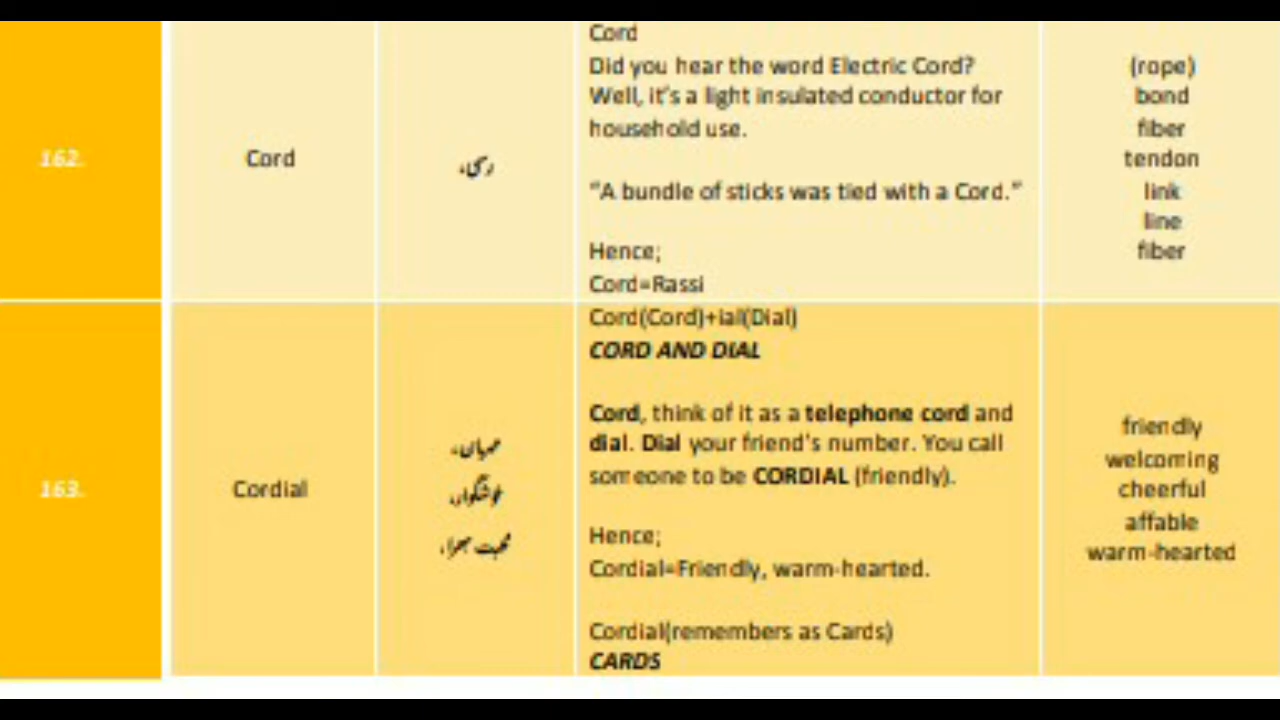 162.
Cord
رسی،
Cord
Did you hear the word Electric Cord?
Well, it's a light insulated conductor for
household use.
"A bundle of sticks was tied with a Cord."
Hence;
Cord=Rassi
(rope)
bond
fiber
tendon
link
line
fiber
163.
Cordial
مہربان،
خوشگوار،
محبت بھرا،
Cord(Cord)+ial(Dial)
CORD AND DIAL
Cord, think of it as a telephone cord and
dial. Dial your friend's number. You call
someone to be CORDIAL (friendly).
Hence;
Cordial=Friendly, warm-hearted.
Cordial(remembers as Cards)
CARDS
friendly
welcoming
cheerful
affable
warm-hearted